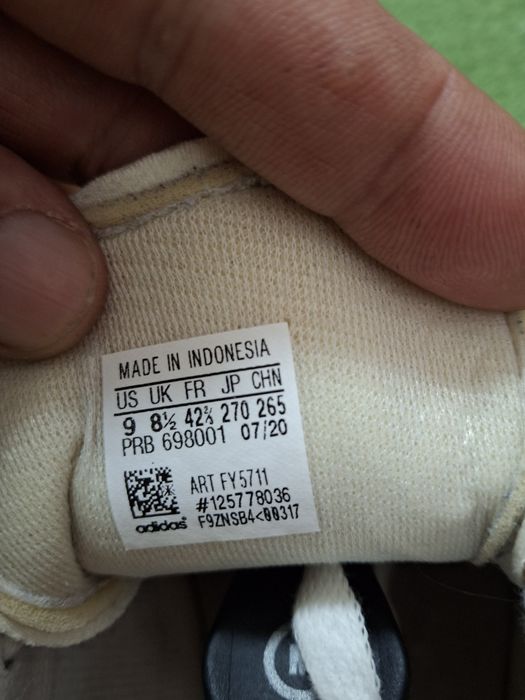 MADE IN INDONESIA
US UK FR JP CHN
9 8½ 42⅔ 270 265
PRB 698001 07/20
ART FY5711
#125778036
adidas® F9ZNSB4<00317